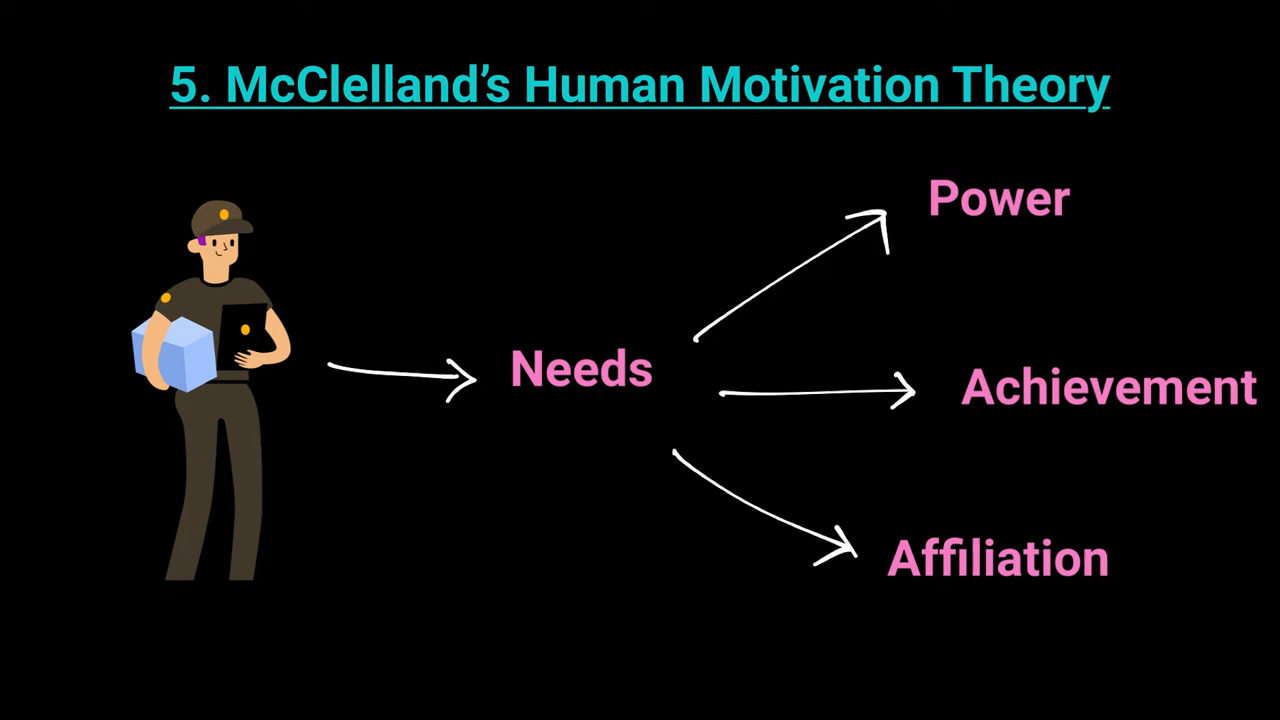 5. McClelland’s Human Motivation Theory
Power
Needs
Achievement
Affiliation